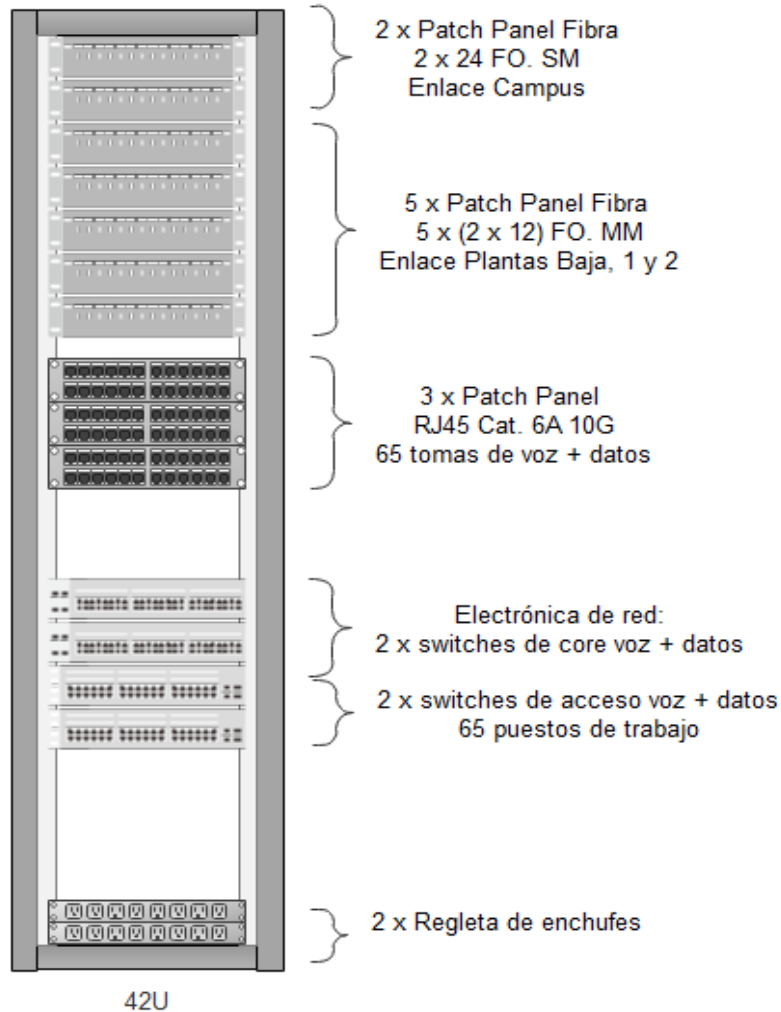 2 x Patch Panel Fibra
2 x 24 FO. SM
Enlace Campus
5 x Patch Panel Fibra
5 x (2 x 12) FO. MM
Enlace Plantas Baja, 1 y 2
3 x Patch Panel
RJ45 Cat. 6A 10G
65 tomas de voz + datos
Electrónica de red:
2 x switches de core voz + datos
2 x switches de acceso voz + datos
65 puestos de trabajo
2 x Regleta de enchufes
42U